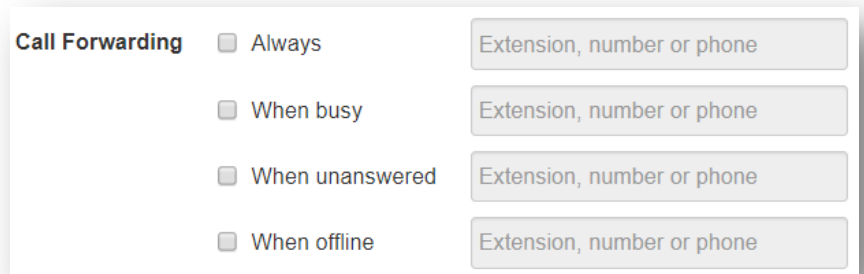 Call Forwarding Always Extension, number or phone
When busy Extension, number or phone
When unanswered Extension, number or phone
When offline Extension, number or phone